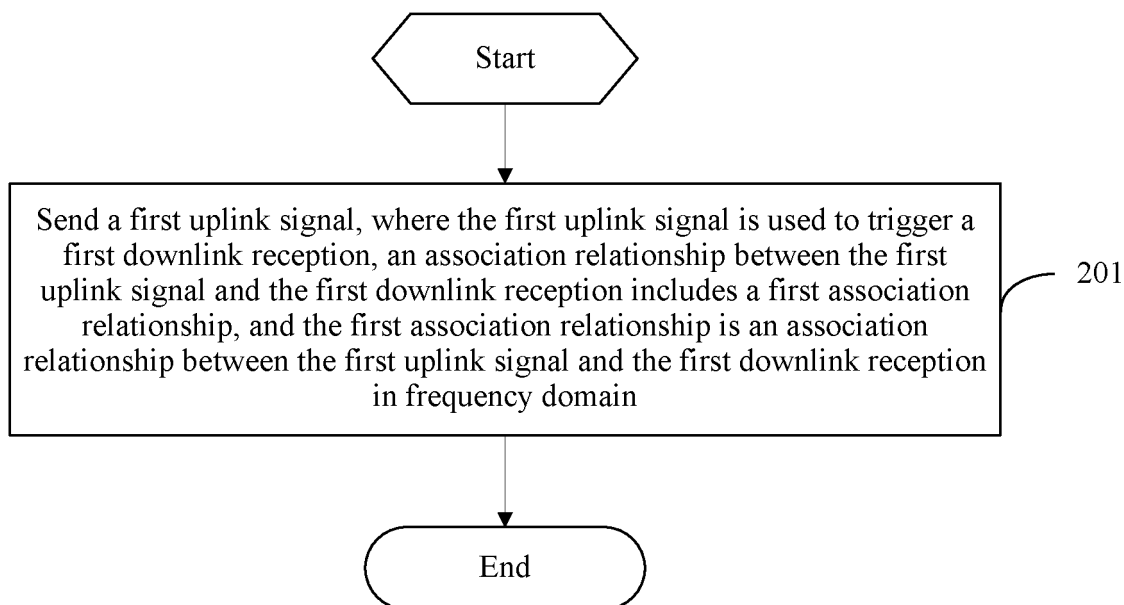 Start
Send a first uplink signal, where the first uplink signal is used to trigger a
first downlink reception, an association relationship between the first
uplink signal and the first downlink reception includes a first association
relationship, and the first association relationship is an association
relationship between the first uplink signal and the first downlink reception
in frequency domain
201
End